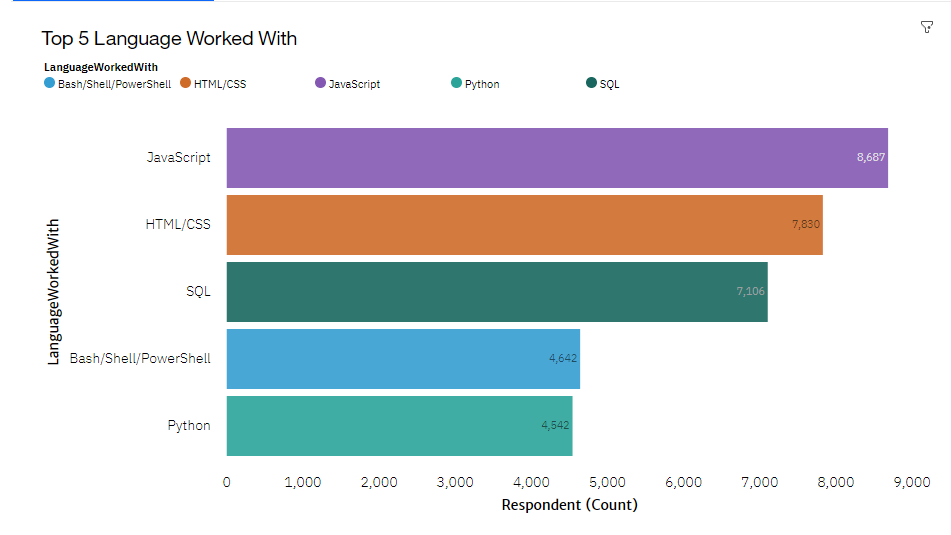 Top 5 Language Worked With
LanguageWorkedWith
Bash/Shell/PowerShell HTML/CSS JavaScript Python SQL
JavaScript 8,687
HTML/CSS 7,830
SQL 7,106
Bash/Shell/PowerShell 4,642
Python 4,542
LanguageWorkedWith
0 1,000 2,000 3,000 4,000 5,000 6,000 7,000 8,000 9,000
Respondent (Count)